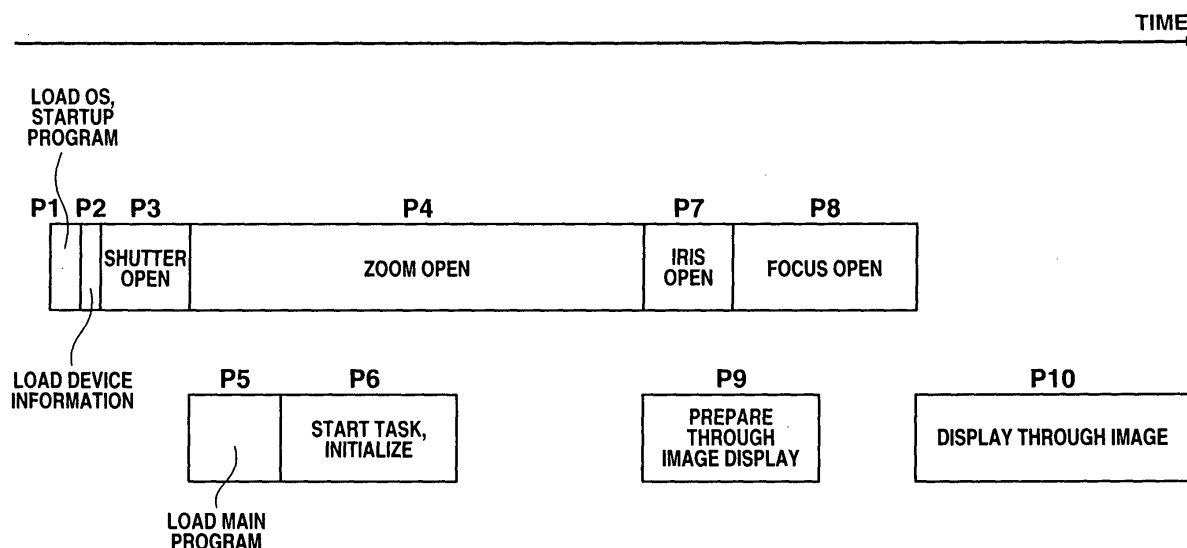 TIME
LOAD OS,
STARTUP
PROGRAM
P1 P2 P3 P4 P7 P8
SHUTTER
OPEN
ZOOM OPEN
IRIS
OPEN
FOCUS OPEN
LOAD DEVICE
INFORMATION
P5 P6 P9 P10
START TASK,
INITIALIZE
PREPARE
THROUGH
IMAGE DISPLAY
DISPLAY THROUGH IMAGE
LOAD MAIN
PROGRAM